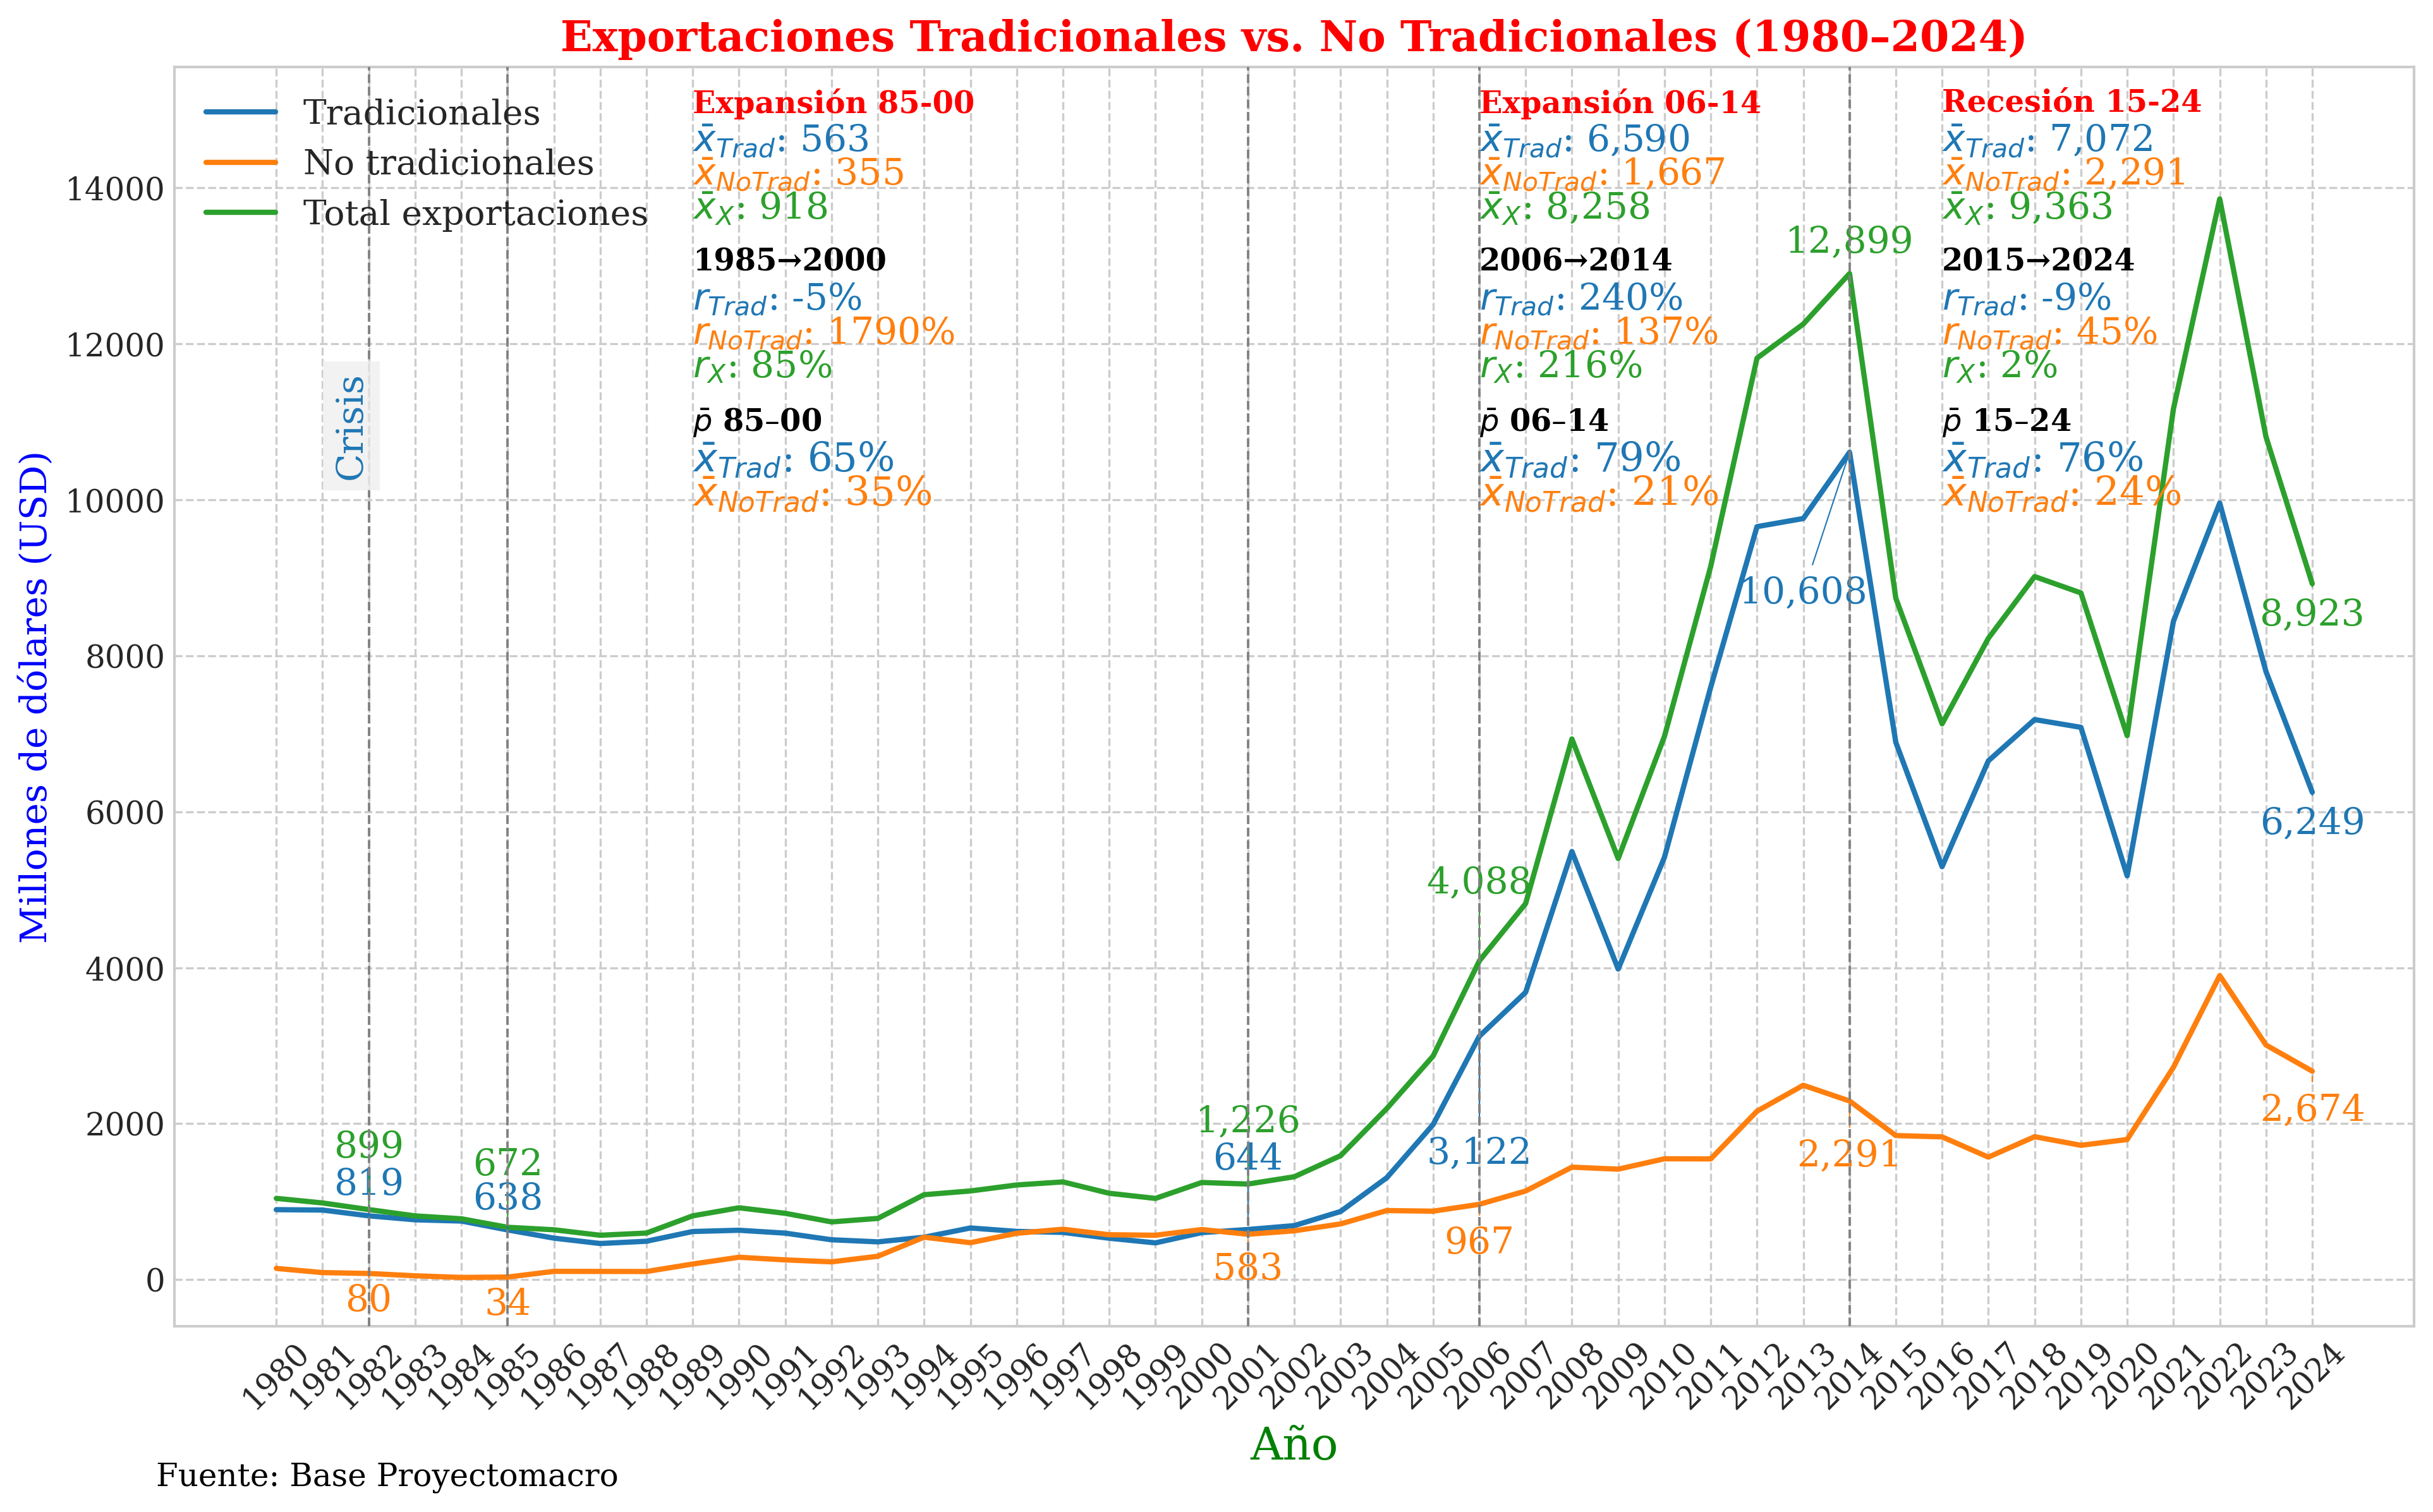 Exportaciones Tradicionales vs. No Tradicionales (1980–2024)
Tradicionales
No tradicionales
Total exportaciones
Expansión 85-00
x̄Trad: 563
x̄NoTrad: 355
x̄X: 918
1985→2000
rTrad: -5%
rNoTrad: 1790%
rX: 85%
p̄ 85–00
x̄Trad: 65%
x̄NoTrad: 35%
Expansión 06-14
x̄Trad: 6,590
x̄NoTrad: 1,667
x̄X: 8,258
2006→2014
rTrad: 240%
rNoTrad: 137%
rX: 216%
p̄ 06–14
x̄Trad: 79%
x̄NoTrad: 21%
Recesión 15-24
x̄Trad: 7,072
x̄NoTrad: 2,291
x̄X: 9,363
2015→2024
rTrad: -9%
rNoTrad: 45%
rX: 2%
p̄ 15–24
x̄Trad: 76%
x̄NoTrad: 24%
Crisis
Millones de dólares (USD)
14000
12000
10000
8000
6000
4000
2000
0
899
819
80
672
638
34
1,226
644
583
4,088
3,122
967
12,899
10,608
2,291
8,923
6,249
2,674
1980
1981
1982
1983
1984
1985
1986
1987
1988
1989
1990
1991
1992
1993
1994
1995
1996
1997
1998
1999
2000
2001
2002
2003
2004
2005
2006
2007
2008
2009
2010
2011
2012
2013
2014
2015
2016
2017
2018
2019
2020
2021
2022
2023
2024
Año
Fuente: Base Proyectomacro